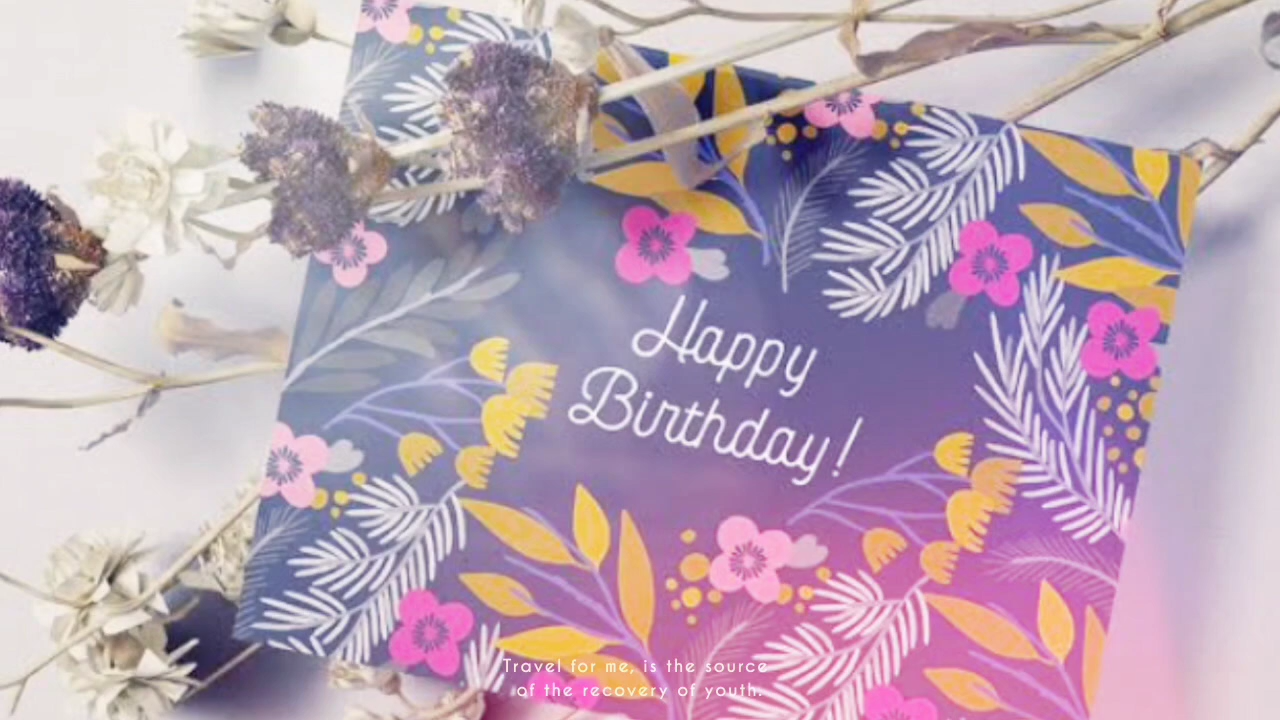 Happy
Birthday!
Travel for me, is the source
of the recovery of youth.